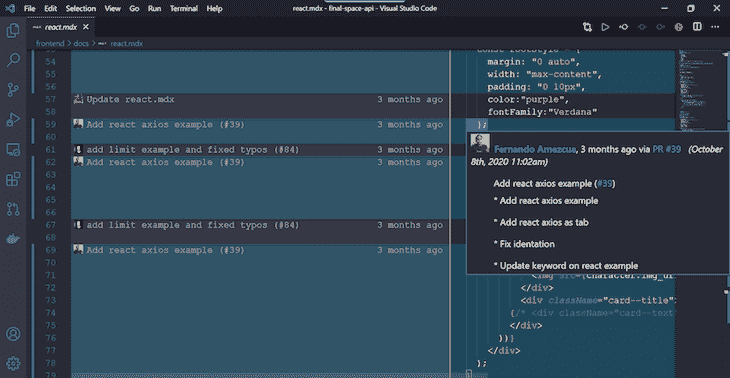 File Edit Selection View Go Run Terminal Help react.mdx - final-space-api - Visual Studio Code
react.mdx
frontend > docs > react.mdx
54 margin: "0 auto",
55 width: "max-content",
56 padding: "0 10px",
57 Update react.mdx 3 months ago color:"purple",
58 fontFamily:"Verdana"
59 Add react axios example (#39) 3 months ago };
60
61 add limit example and fixed typos (#84) 3 months ago
62 Add react axios example (#39) 3 months ago
63
64
65
66
67 add limit example and fixed typos (#84) 3 months ago
68
69 Add react axios example (#39) 3 months ago
70
71
72 </div>
73 <div className="card--title"
74 {/* <div className="card--text
75 </div>
76 ))}
77 </div>
78 );
79
Fernando Amezcua, 3 months ago via PR #39 (October
8th, 2020 11:02am)
Add react axios example (#39)
* Add react axios example
* Add react axios as tab
* Fix identation
* Update keyword on react example